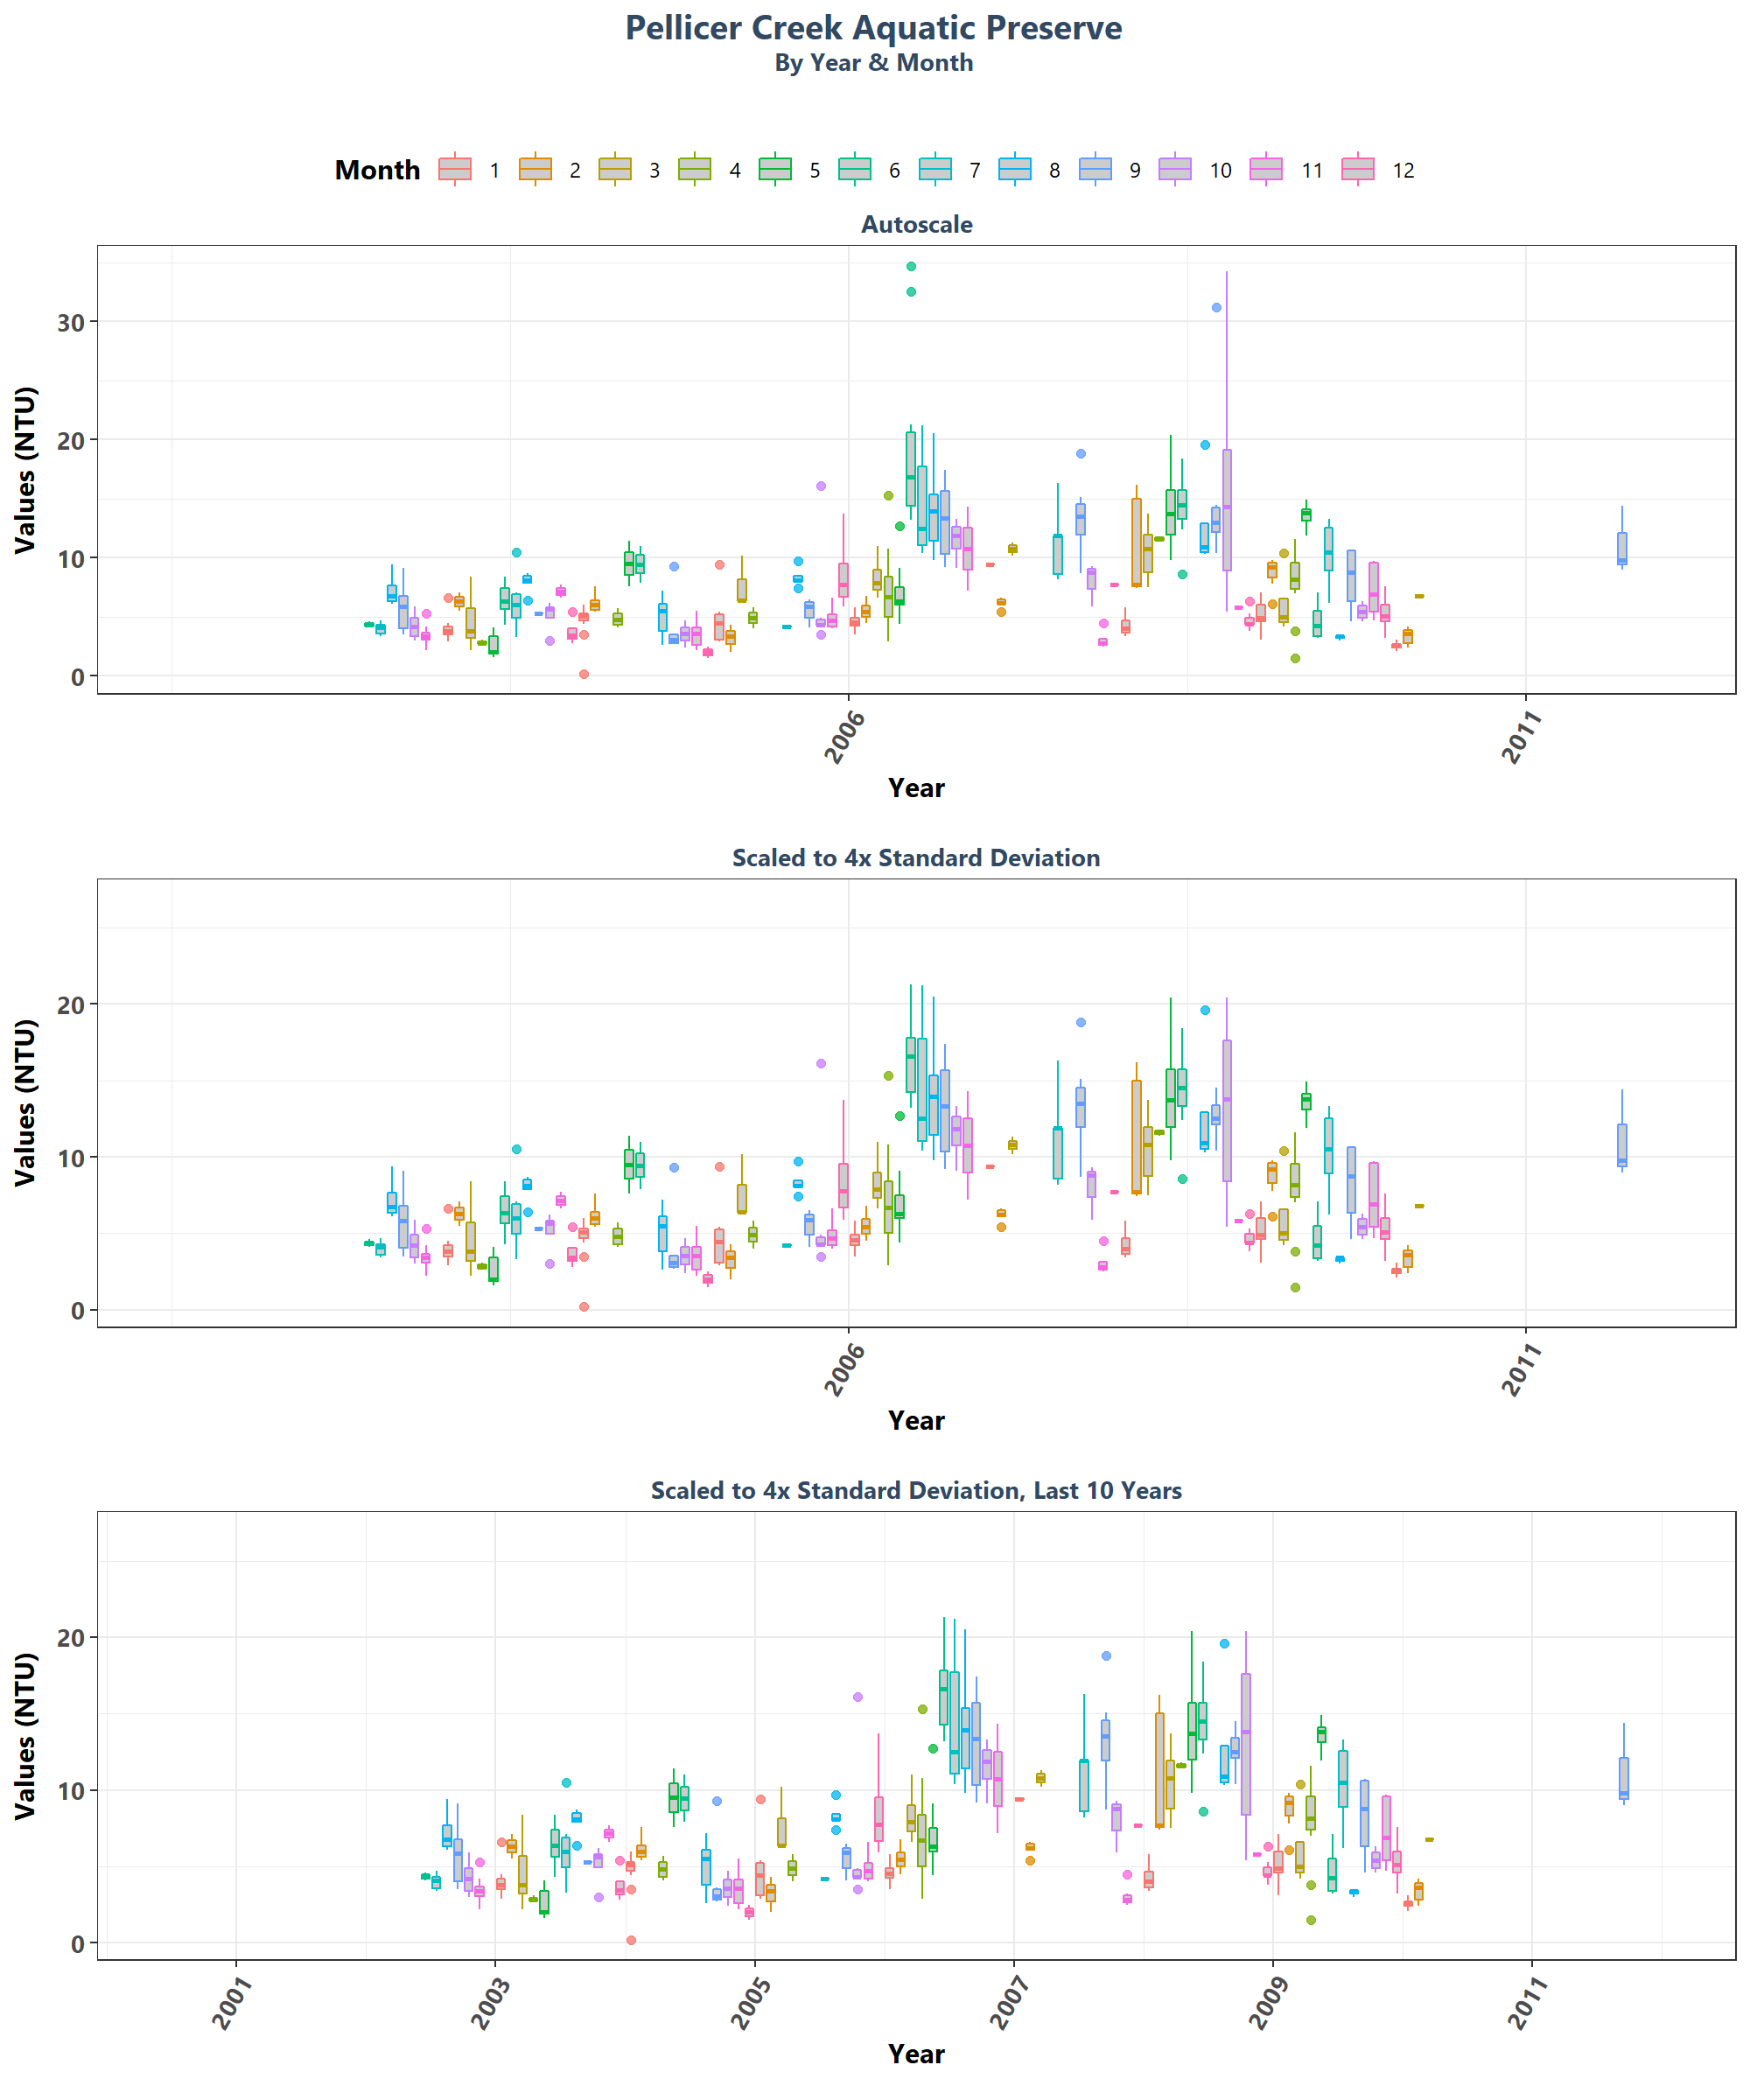 Pellicer Creek Aquatic Preserve
By Year & Month
Month 1 2 3 4 5 6 7 8 9 10 11 12
Autoscale
Values (NTU)
30
20
10
0
2006 2011
Year
Scaled to 4x Standard Deviation
Values (NTU)
20
10
0
2006 2011
Year
Scaled to 4x Standard Deviation, Last 10 Years
Values (NTU)
20
10
0
2001 2003 2005 2007 2009 2011
Year